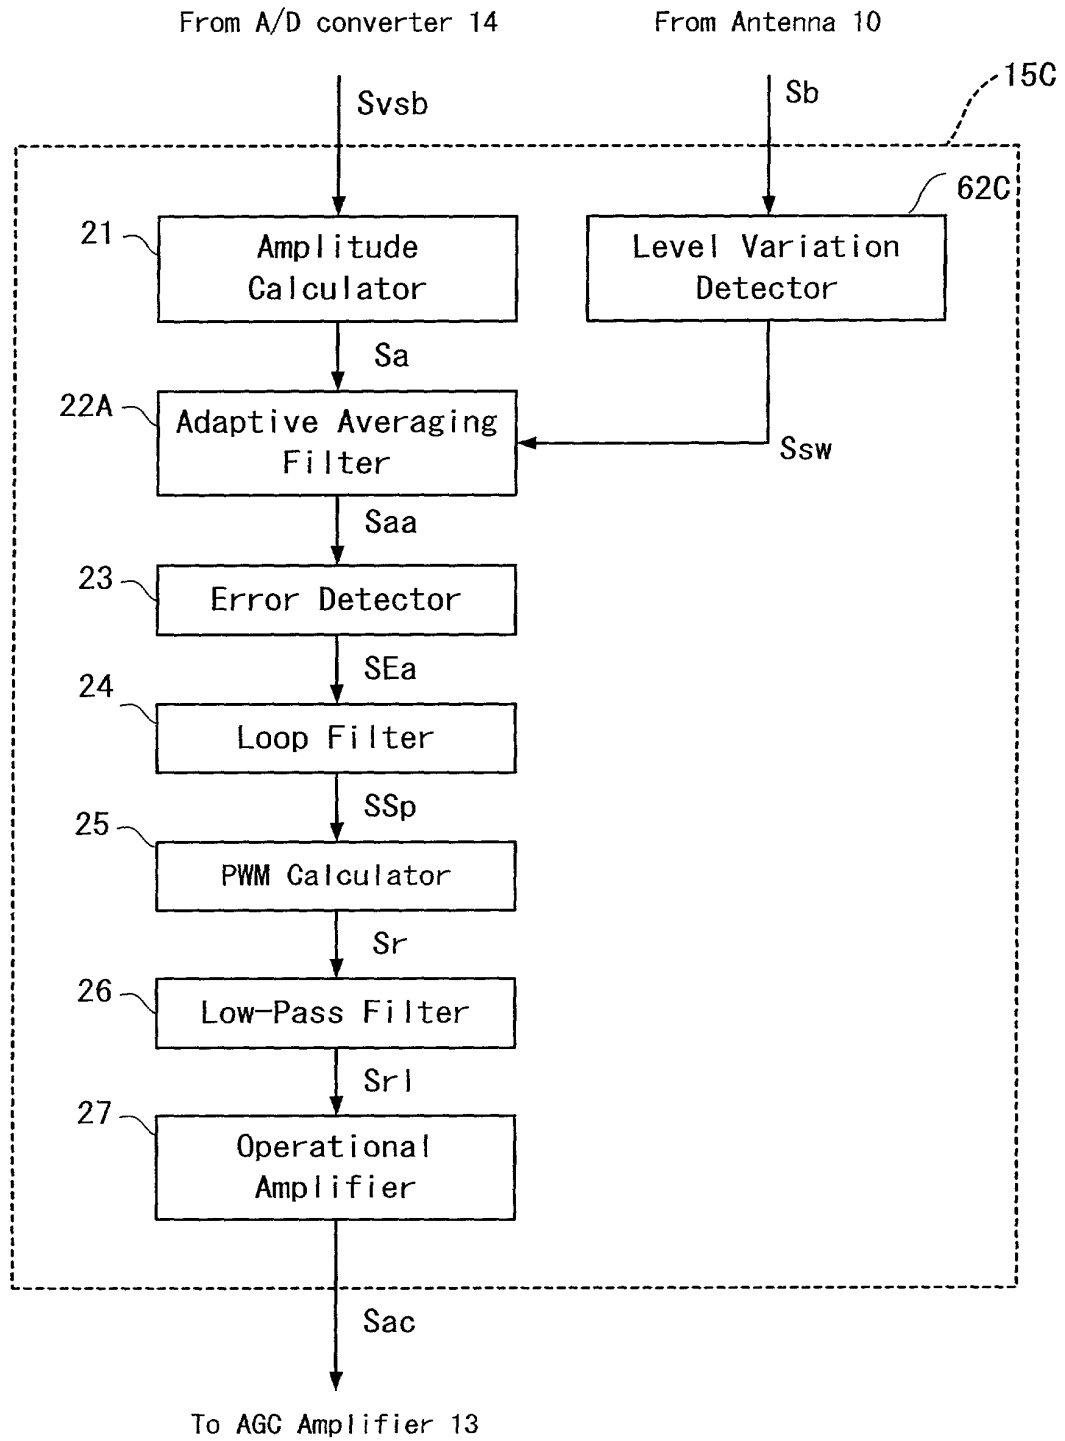 From A/D converter 14
From Antenna 10
Svsb
Sb
15C
62C
21
Amplitude
Calculator
Level Variation
Detector
Sa
22A
Adaptive Averaging
Filter
Ssw
Saa
23
Error Detector
SEa
24
Loop Filter
SSp
25
PWM Calculator
Sr
26
Low-Pass Filter
Srl
27
Operational
Amplifier
Sac
To AGC Amplifier 13